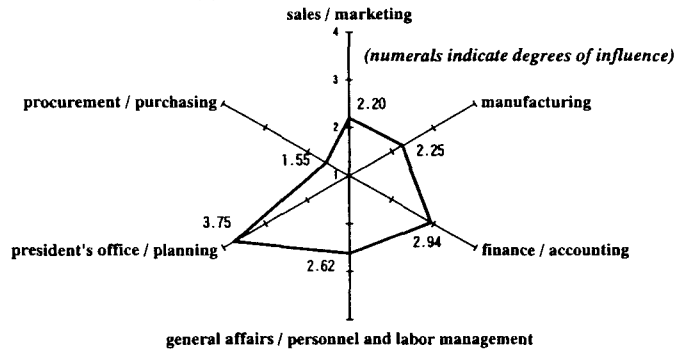 sales / marketing
4
(numerals indicate degrees of influence)
3
procurement / purchasing
2.20
manufacturing
2
2.25
1.55
1
3.75
2.94
president's office / planning
2.62
finance / accounting
general affairs / personnel and labor management